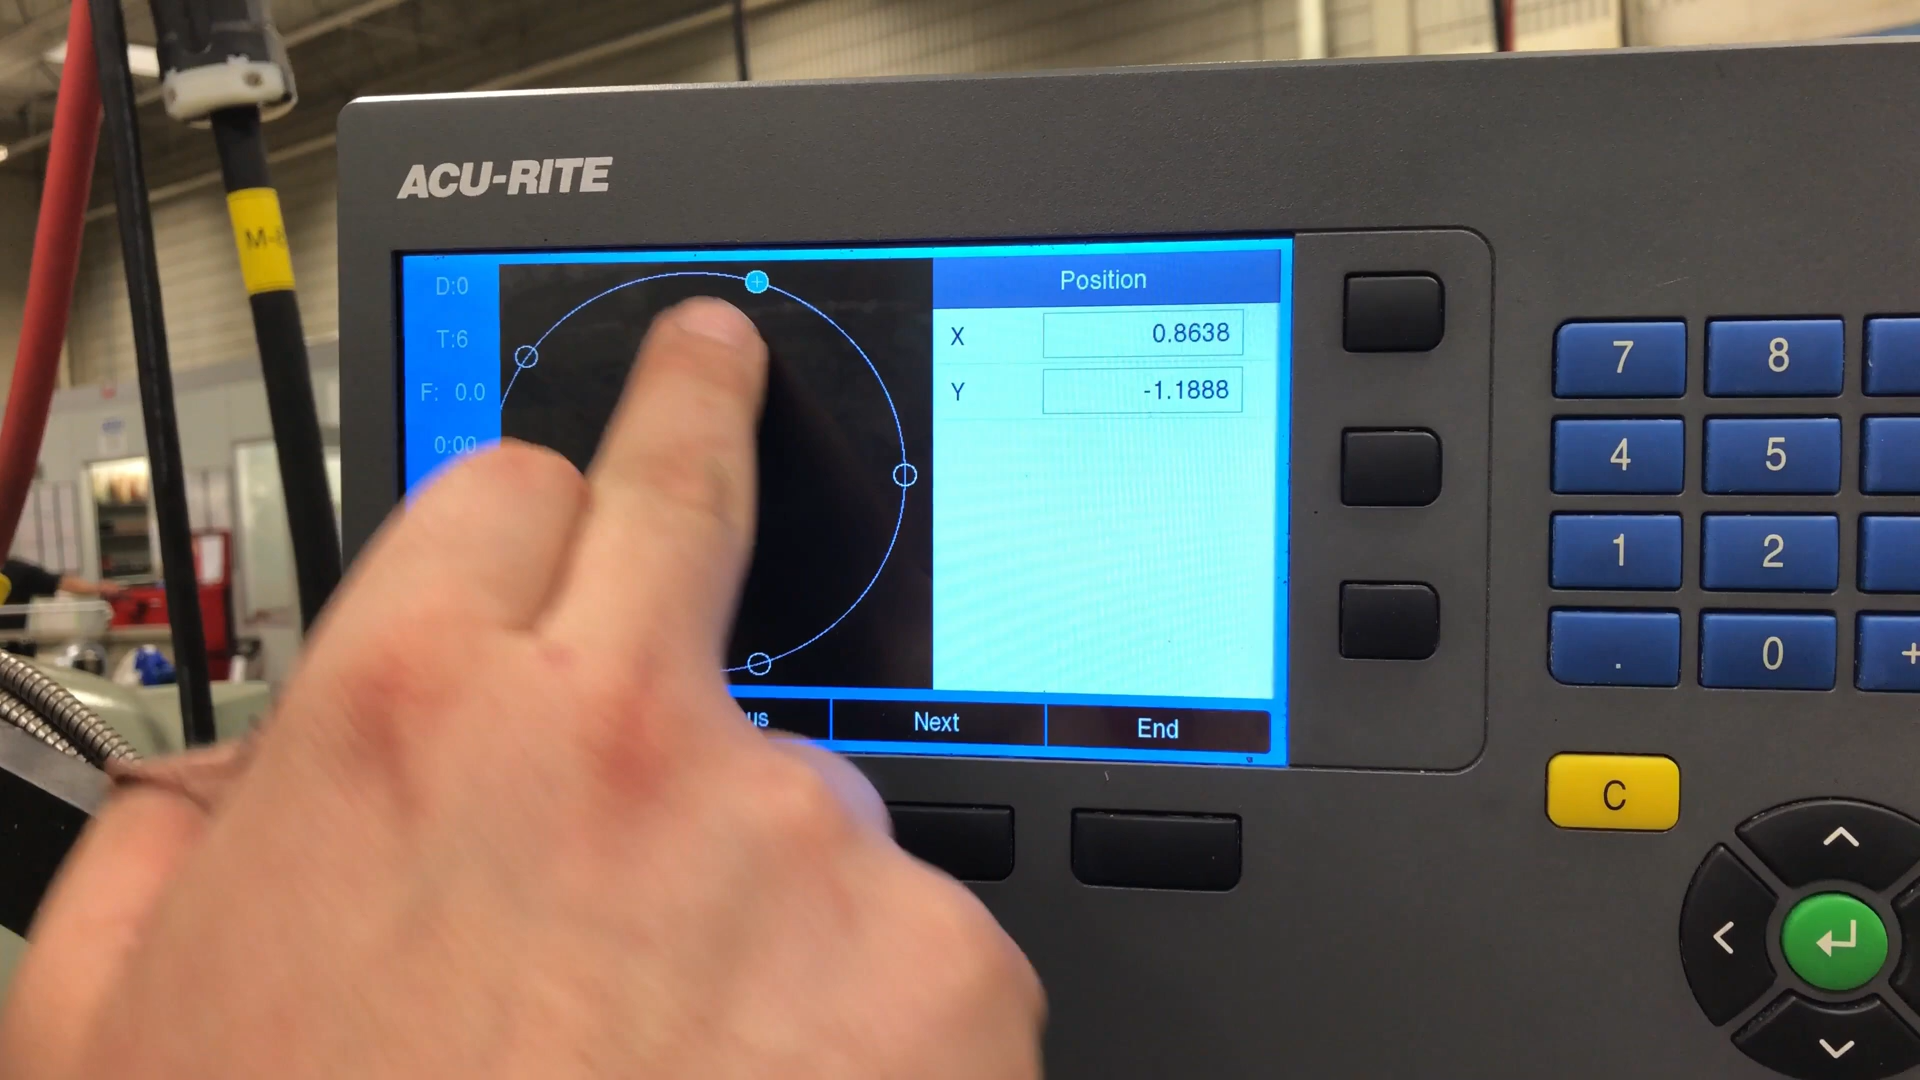 ACU-RITE
D:0
T:6
F: 0.0
0:00
Position
X 0.8638
Y -1.1888
Next
End
7 8
4 5
1 2
. 0 +
C